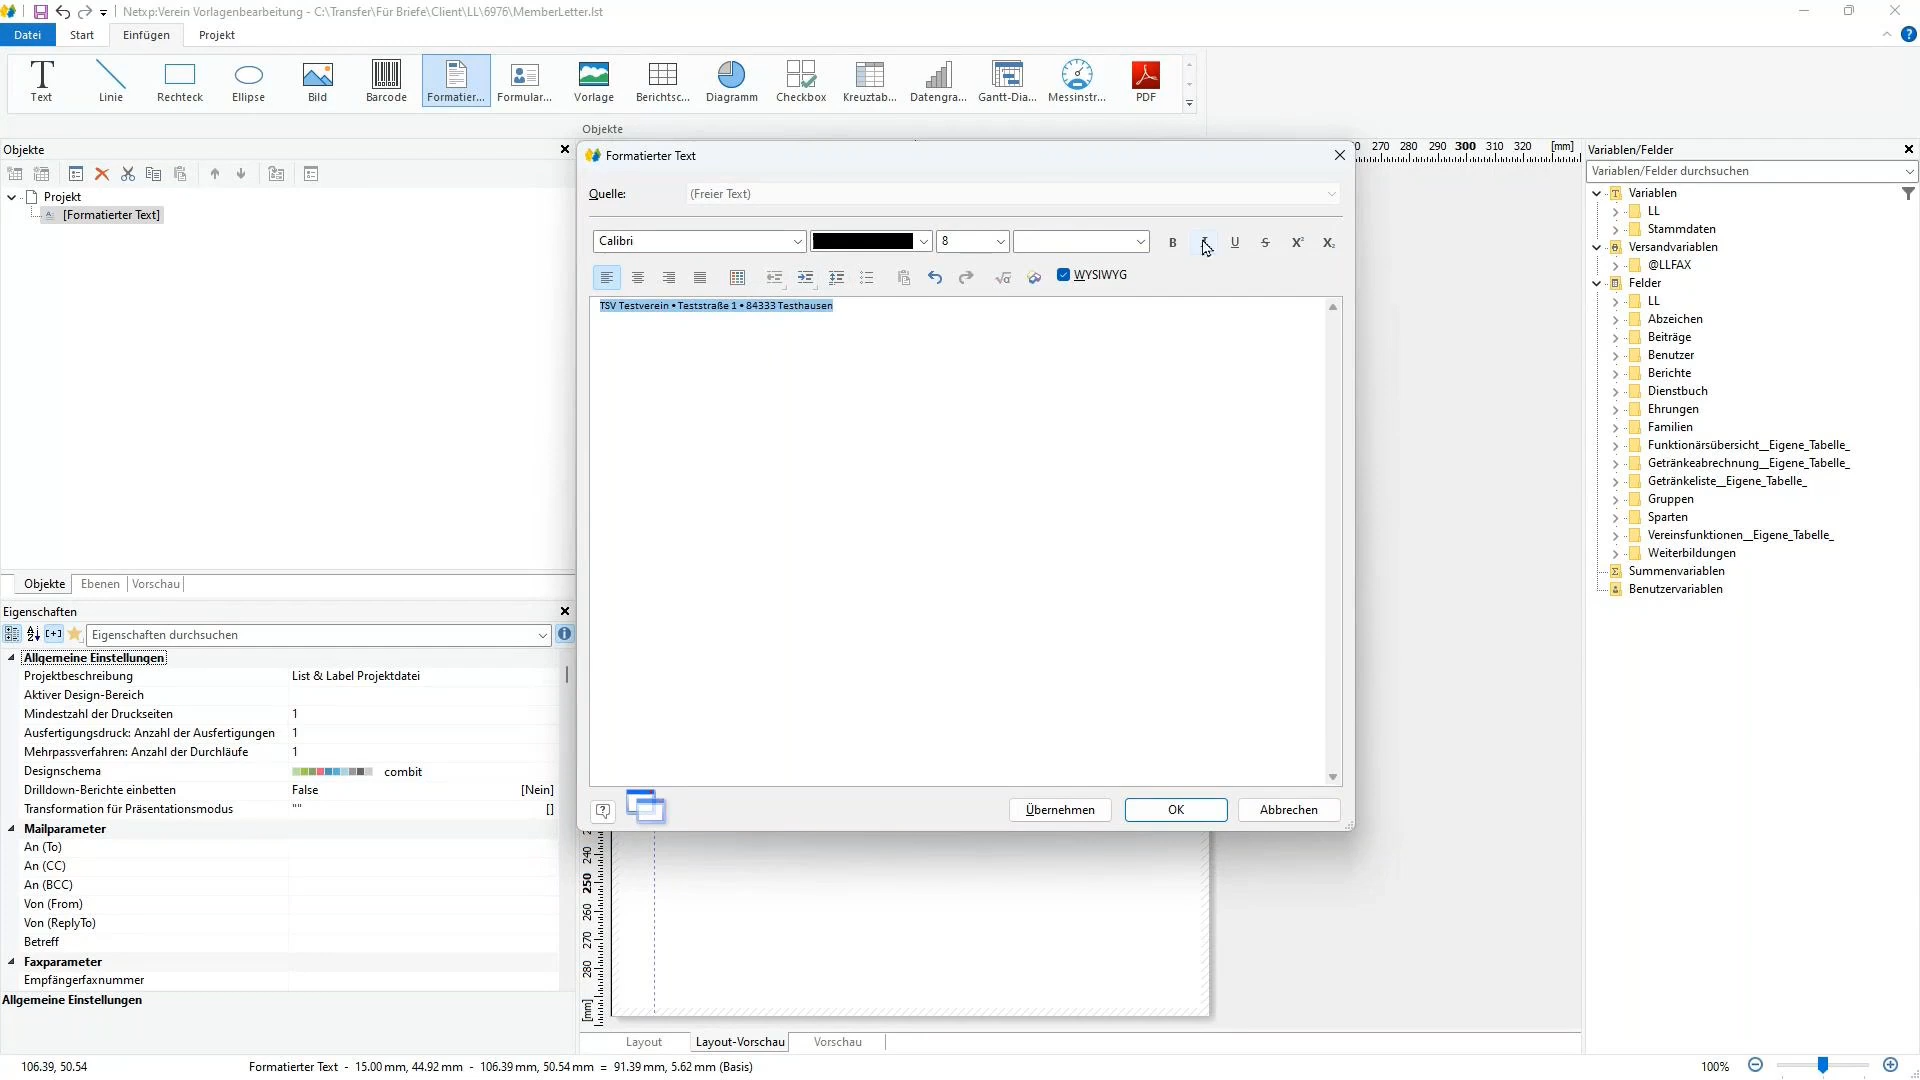 Netxp:Verein Vorlagenbearbeitung - C:\Transfer\Für Briefe\Client\LL\6976\MemberLetter.lst
Datei Start Einfügen Projekt
Text Linie Rechteck Ellipse Bild Barcode Formatier... Formular... Vorlage Berichtsc... Diagramm Checkbox Kreuztab... Datengra... Gantt-Dia... Messinstr... PDF
Objekte
Objekte
Projekt
[Formatierter Text]
Objekte Ebenen Vorschau
Eigenschaften
Eigenschaften durchsuchen
Allgemeine Einstellungen
Projektbeschreibung List & Label Projektdatei
Aktiver Design-Bereich
Mindestzahl der Druckseiten 1
Ausfertigungsdruck: Anzahl der Ausfertigungen 1
Mehrpassverfahren: Anzahl der Durchläufe 1
Designschema combit
Drilldown-Berichte einbetten False [Nein]
Transformation für Präsentationsmodus "" []
Mailparameter
An (To)
An (CC)
An (BCC)
Von (From)
Von (ReplyTo)
Betreff
Faxparameter
Empfängerfaxnummer
Allgemeine Einstellungen
Formatierter Text
Quelle: (Freier Text)
Calibri 8 B I U S X² X₂
WYSIWYG
TSV Testverein • Teststraße 1 • 84333 Testhausen
Übernehmen OK Abbrechen
270 280 290 300 310 320 [mm]
240 250 260 270 280 [mm]
Layout Layout-Vorschau Vorschau
Variablen/Felder
Variablen/Felder durchsuchen
Variablen
LL
Stammdaten
Versandvariablen
@LLFAX
Felder
LL
Abzeichen
Beiträge
Benutzer
Berichte
Dienstbuch
Ehrungen
Familien
Funktionärsübersicht__Eigene_Tabelle_
Getränkeabrechnung__Eigene_Tabelle_
Getränkeliste__Eigene_Tabelle_
Gruppen
Sparten
Vereinsfunktionen__Eigene_Tabelle_
Weiterbildungen
Summenvariablen
Benutzervariablen
106.39, 50.54 Formatierter Text - 15.00 mm, 44.92 mm - 106.39 mm, 50.54 mm = 91.39 mm, 5.62 mm (Basis) 100%